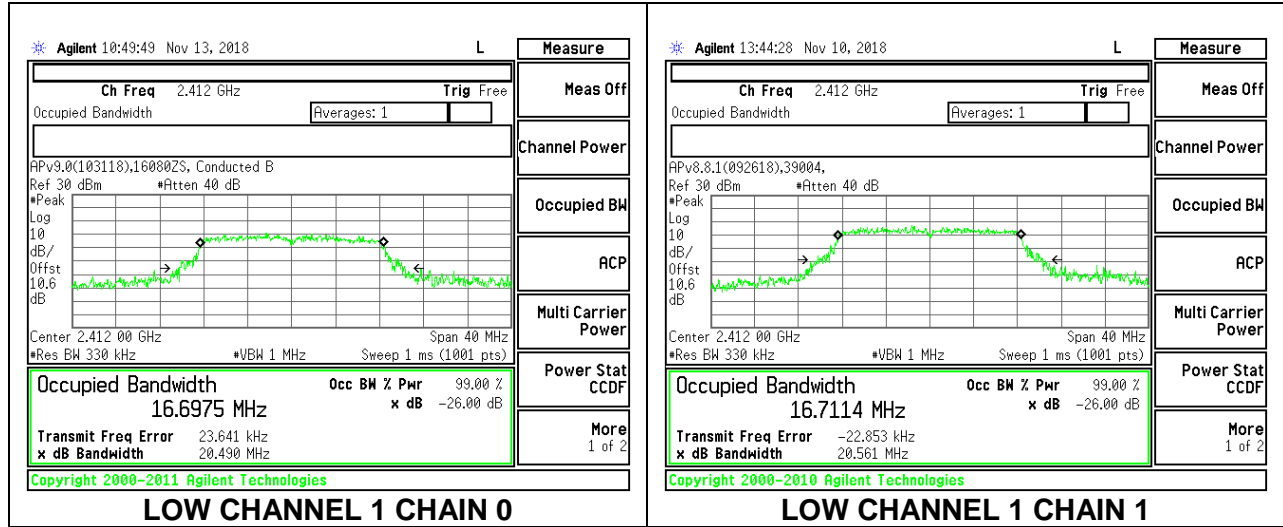 Agilent 10:49:49 Nov 13, 2018 L
Measure
Ch Freq 2.412 GHz Trig Free
Meas Off
Occupied Bandwidth Averages: 1
Channel Power
APv9.0(103118),16080ZS, Conducted B
Ref 30 dBm #Atten 40 dB
#Peak
Log
10
dB/
Offst
10.6
dB
Occupied BW
ACP
Multi Carrier
Power
Center 2.412 00 GHz Span 40 MHz
#Res BW 330 kHz #VBW 1 MHz Sweep 1 ms (1001 pts)
Power Stat
CCDF
Occupied Bandwidth Occ BW % Pwr 99.00 %
16.6975 MHz x dB -26.00 dB
More
1 of 2
Transmit Freq Error 23.641 kHz
x dB Bandwidth 20.490 MHz
Copyright 2000-2011 Agilent Technologies
LOW CHANNEL 1 CHAIN 0
Agilent 13:44:28 Nov 10, 2018 L
Measure
Ch Freq 2.412 GHz Trig Free
Meas Off
Occupied Bandwidth Averages: 1
Channel Power
APv8.8.1(092618),39004,
Ref 30 dBm #Atten 40 dB
#Peak
Log
10
dB/
Offst
10.6
dB
Occupied BW
ACP
Multi Carrier
Power
Center 2.412 00 GHz Span 40 MHz
#Res BW 330 kHz #VBW 1 MHz Sweep 1 ms (1001 pts)
Power Stat
CCDF
Occupied Bandwidth Occ BW % Pwr 99.00 %
16.7114 MHz x dB -26.00 dB
More
1 of 2
Transmit Freq Error -22.853 kHz
x dB Bandwidth 20.561 MHz
Copyright 2000-2010 Agilent Technologies
LOW CHANNEL 1 CHAIN 1